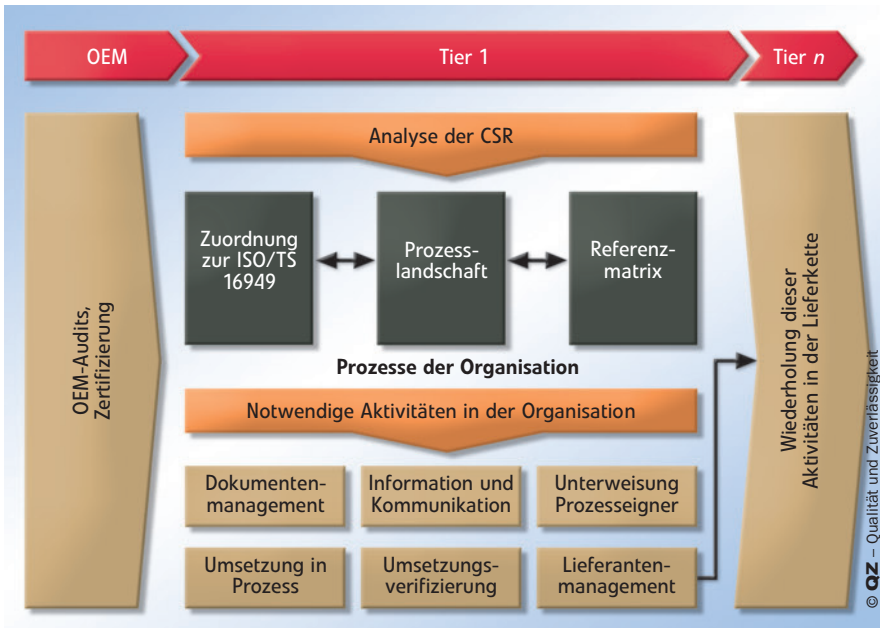 OEM
Tier 1
Tier n
Analyse der CSR
Zuordnung
zur ISO/TS
16949
Prozess-
landschaft
Referenz-
matrix
Prozesse der Organisation
Notwendige Aktivitäten in der Organisation
Dokumenten-
management
Information und
Kommunikation
Unterweisung
Prozesseigner
Umsetzung in
Prozess
Umsetzungs-
verifizierung
Lieferanten-
management
OEM-Audits,
Zertifizierung
Wiederholung dieser
Aktivitäten in der Lieferkette
© QZ – Qualität und Zuverlässigkeit